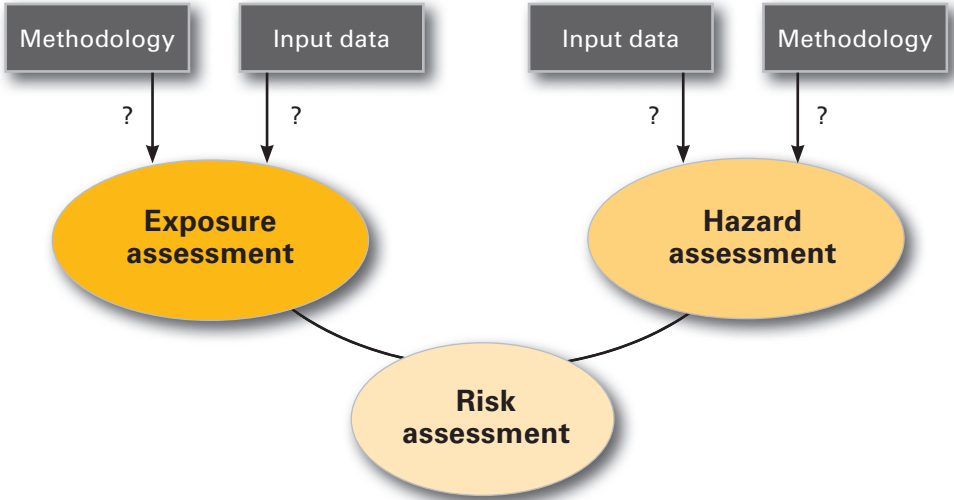 Methodology
Input data
Input data
Methodology
?
?
?
?
Exposure
assessment
Hazard
assessment
Risk
assessment